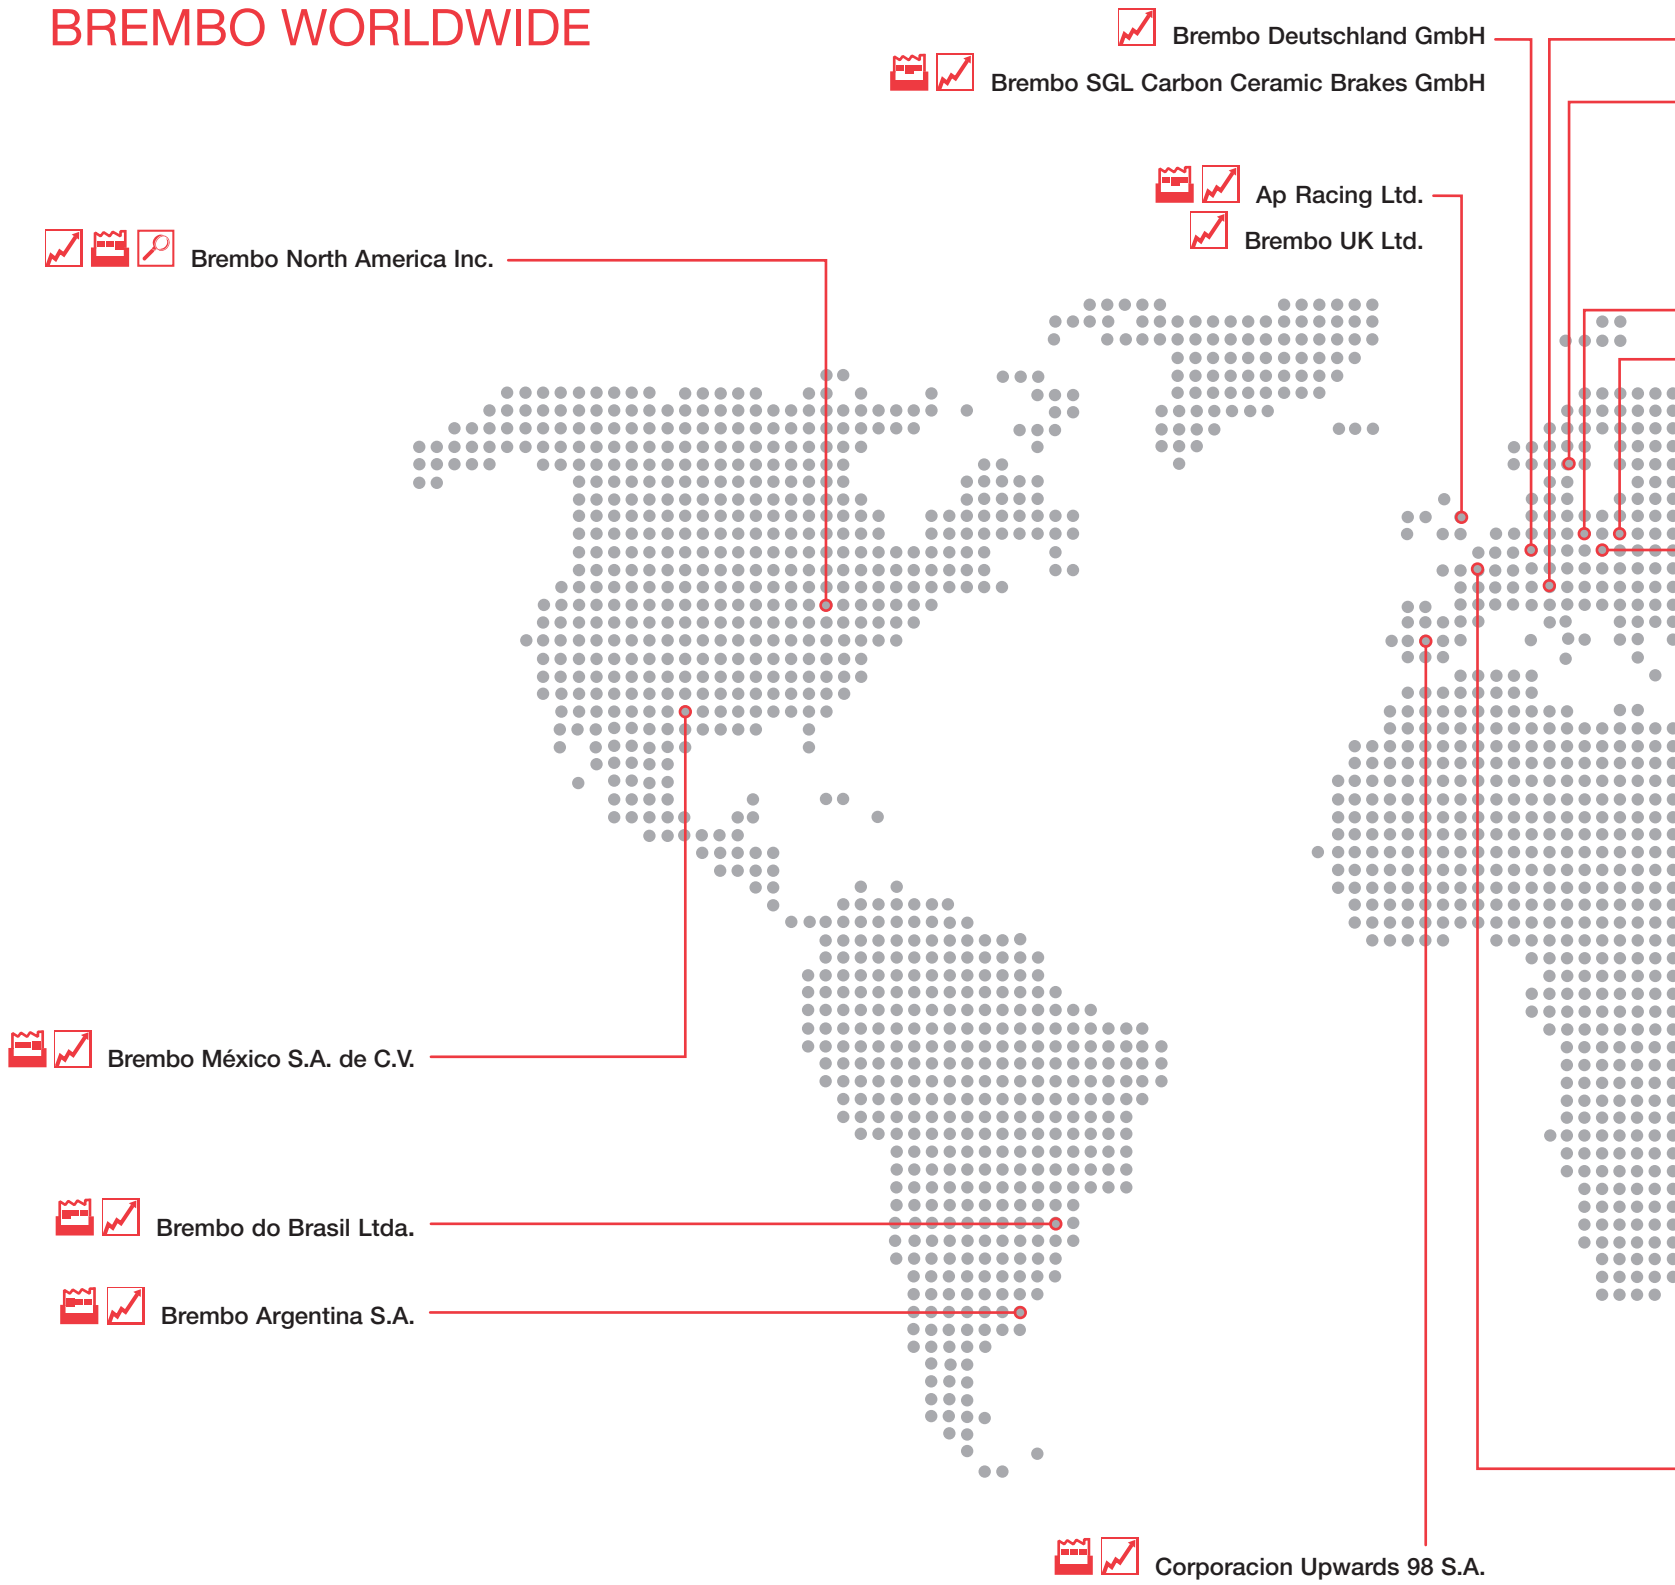 BREMBO WORLDWIDE
Brembo Deutschland GmbH
Brembo SGL Carbon Ceramic Brakes GmbH
Ap Racing Ltd.
Brembo UK Ltd.
Brembo North America Inc.
Brembo México S.A. de C.V.
Brembo do Brasil Ltda.
Brembo Argentina S.A.
Corporacion Upwards 98 S.A.